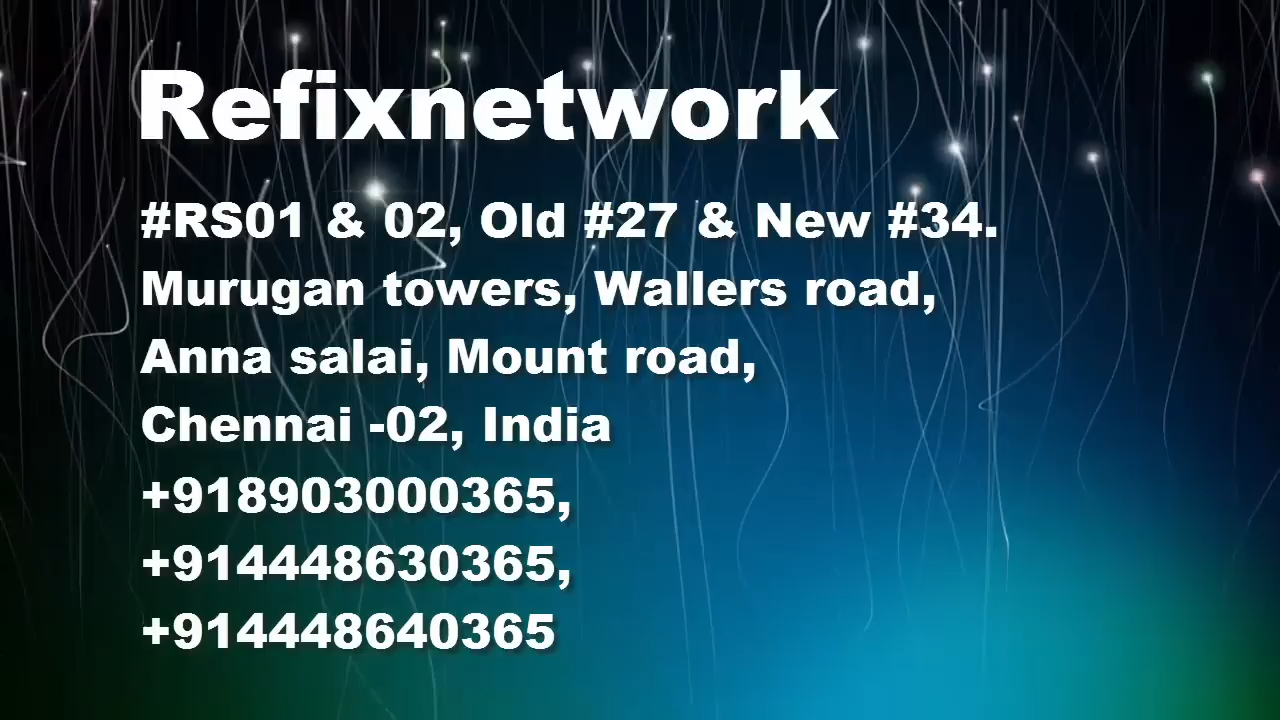 Refixnetwork
#RS01 & 02, Old #27 & New #34.
Murugan towers, Wallers road,
Anna salai, Mount road,
Chennai -02, India
+918903000365,
+914448630365,
+914448640365